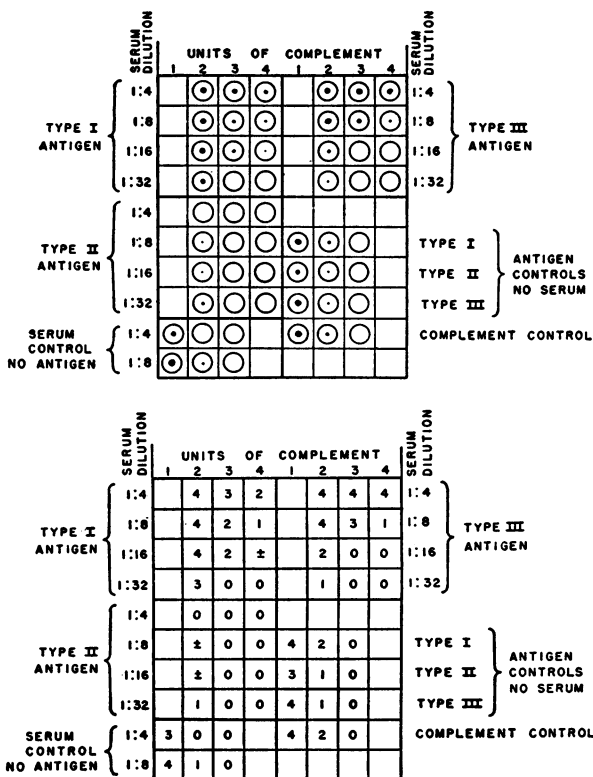 SERUM DILUTION
UNITS OF COMPLEMENT
SERUM DILUTION
1 2 3 4 1 2 3 4
TYPE I ANTIGEN
1:4 1:4
1:8 1:8
1:16 1:16
1:32 1:32
TYPE III ANTIGEN
TYPE II ANTIGEN
1:4
1:8 TYPE I
1:16 TYPE II
1:32 TYPE III
ANTIGEN CONTROLS NO SERUM
SERUM CONTROL NO ANTIGEN
1:4 COMPLEMENT CONTROL
1:8
SERUM DILUTION
UNITS OF COMPLEMENT
SERUM DILUTION
1 2 3 4 1 2 3 4
TYPE I ANTIGEN
1:4 4 3 2 4 4 4 1:4
1:8 4 2 1 4 3 1 1:8
1:16 4 2 ± 2 0 0 1:16
1:32 3 0 0 1 0 0 1:32
TYPE III ANTIGEN
TYPE II ANTIGEN
1:4 0 0 0
1:8 ± 0 0 4 2 0 TYPE I
1:16 ± 0 0 3 1 0 TYPE II
1:32 1 0 0 4 1 0 TYPE III
ANTIGEN CONTROLS NO SERUM
SERUM CONTROL NO ANTIGEN
1:4 3 0 0 4 2 0 COMPLEMENT CONTROL
1:8 4 1 0